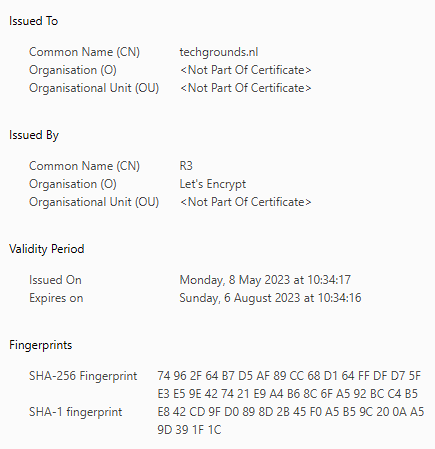 Issued To
Common Name (CN) techgrounds.nl
Organisation (O) <Not Part Of Certificate>
Organisational Unit (OU) <Not Part Of Certificate>
Issued By
Common Name (CN) R3
Organisation (O) Let's Encrypt
Organisational Unit (OU) <Not Part Of Certificate>
Validity Period
Issued On Monday, 8 May 2023 at 10:34:17
Expires on Sunday, 6 August 2023 at 10:34:16
Fingerprints
SHA-256 Fingerprint 74 96 2F 64 B7 D5 AF 89 CC 68 D1 64 FF DF D7 5F
E3 E5 9E 42 74 21 E9 A4 B6 8C 6F A5 92 BC C4 B5
SHA-1 fingerprint E8 42 CD 9F D0 89 8D 2B 45 F0 A5 B5 9C 20 0A A5
9D 39 1F 1C